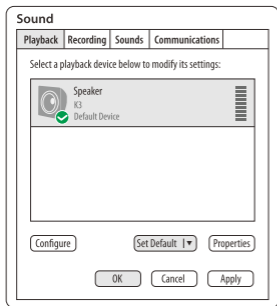 Sound
Playback Recording Sounds Communications
Select a playback device below to modify its settings:
Speaker
K3
Default Device
Configure Set Default Properties
OK Cancel Apply